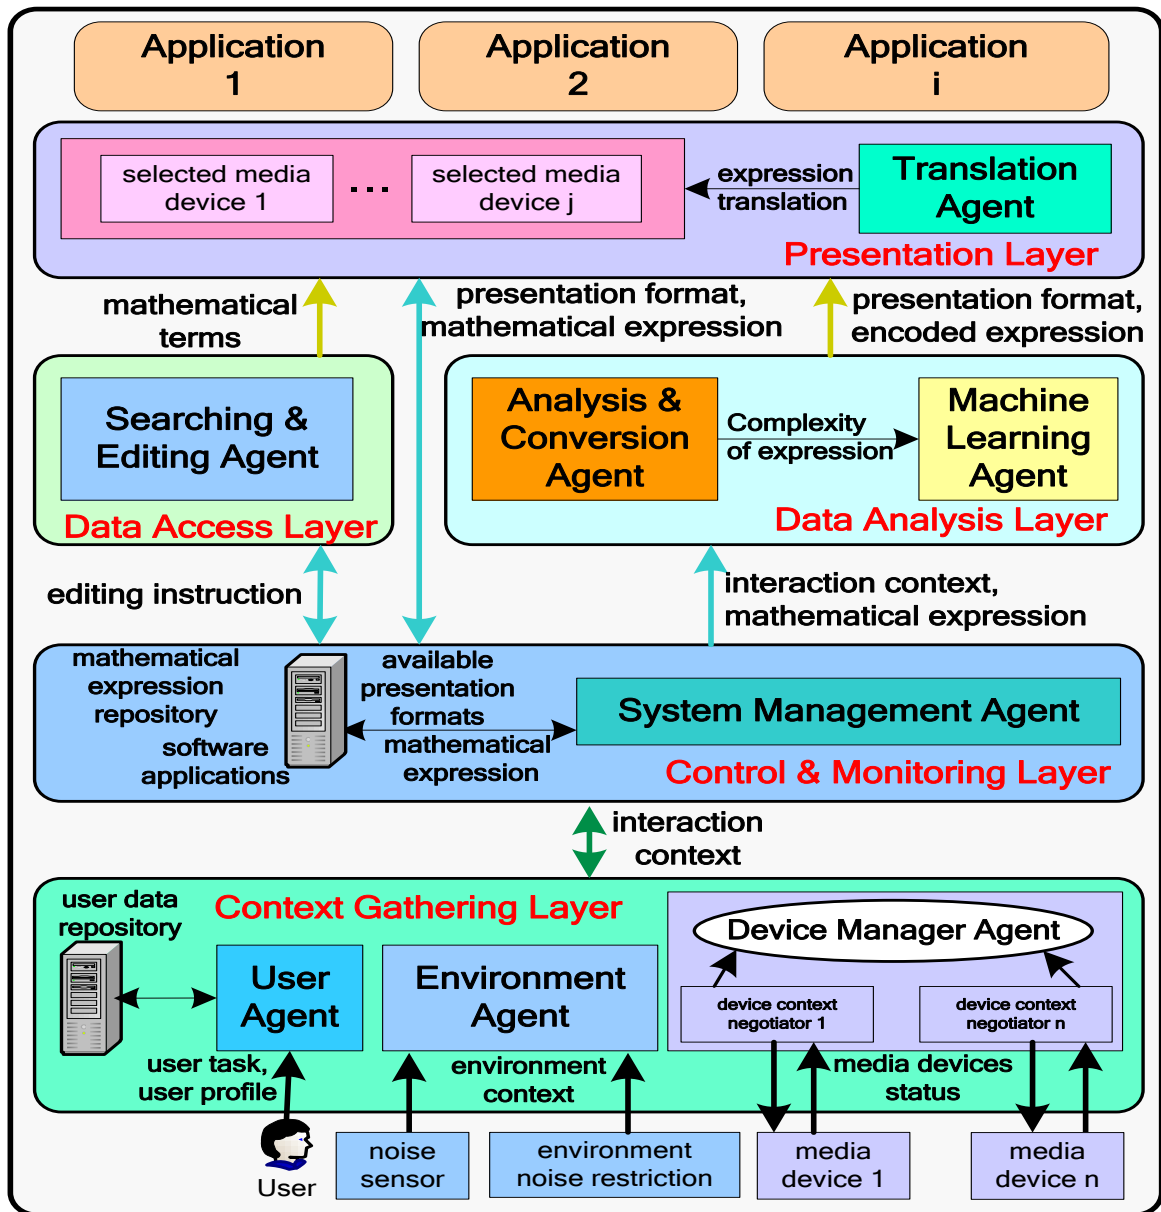 Application
1
Application
2
Application
i
selected media
device 1
...
selected media
device j
expression
translation
Translation
Agent
Presentation Layer
mathematical
terms
presentation format,
mathematical expression
presentation format,
encoded expression
Searching &
Editing Agent
Data Access Layer
Analysis &
Conversion
Agent
Complexity
of expression
Machine
Learning
Agent
Data Analysis Layer
editing instruction
interaction context,
mathematical expression
mathematical
expression
repository
software
applications
available
presentation
formats
mathematical
expression
System Management Agent
Control & Monitoring Layer
interaction
context
user data
repository
Context Gathering Layer
User
Agent
Environment
Agent
Device Manager Agent
device context
negotiator 1
device context
negotiator n
user task,
user profile
environment
context
media devices
status
User
noise
sensor
environment
noise restriction
media
device 1
media
device n